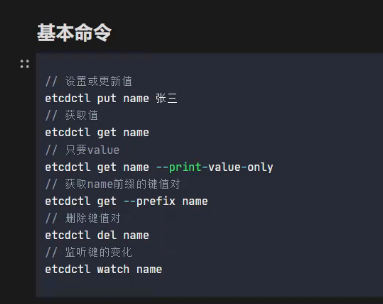 基本命令
// 设置或更新值
etcdctl put name 张三
// 获取值
etcdctl get name
// 只要value
etcdctl get name --print-value-only
// 获取name前缀的键值对
etcdctl get --prefix name
// 删除键值对
etcdctl del name
// 监听键的变化
etcdctl watch name